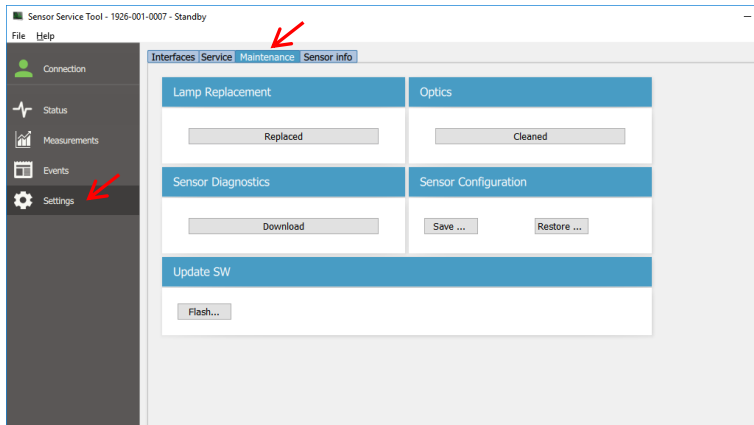 Sensor Service Tool - 1926-001-0007 - Standby
File Help
Connection
Status
Measurements
Events
Settings
Interfaces Service Maintenance Sensor info
Lamp Replacement
Replaced
Optics
Cleaned
Sensor Diagnostics
Download
Sensor Configuration
Save ... Restore ...
Update SW
Flash...